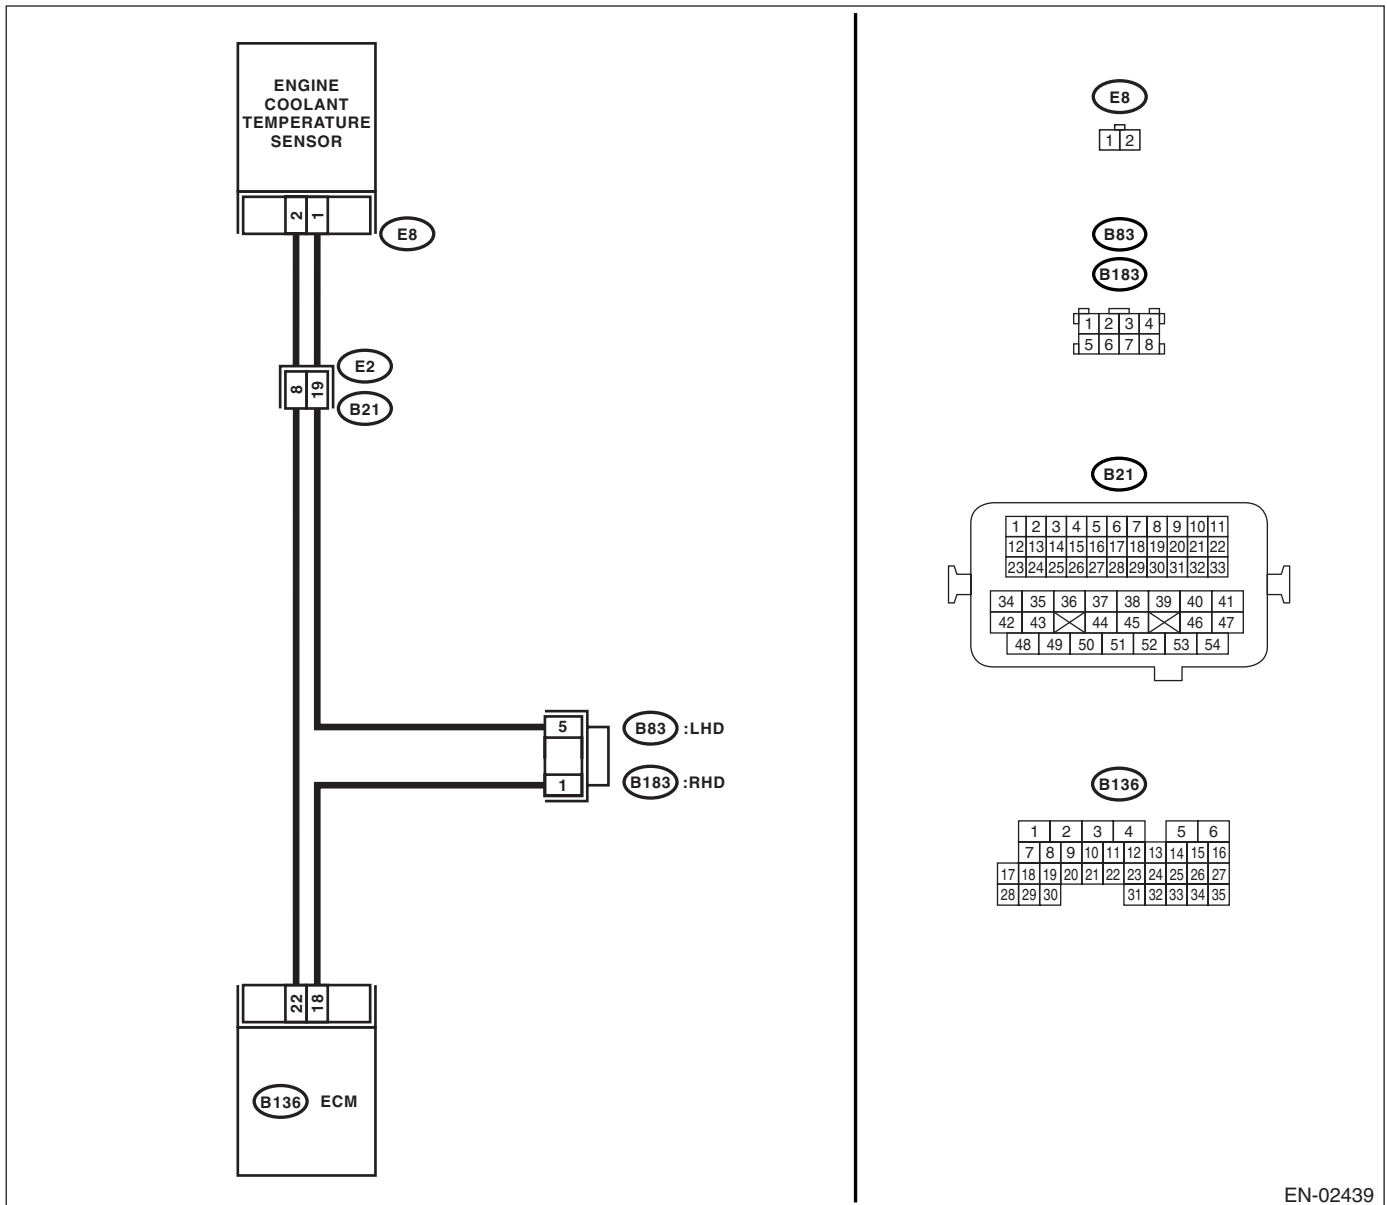 ENGINE
COOLANT
TEMPERATURE
SENSOR
2 1
E8
E2
8 19
B21
5
B83 :LHD
1
B183 :RHD
22 18
B136 ECM
E8
1 2
B83
B183
1 2 3 4
5 6 7 8
B21
1 2 3 4 5 6 7 8 9 10 11
12 13 14 15 16 17 18 19 20 21 22
23 24 25 26 27 28 29 30 31 32 33
34 35 36 37 38 39 40 41
42 43 44 45 46 47
48 49 50 51 52 53 54
B136
1 2 3 4 5 6
7 8 9 10 11 12 13 14 15 16
17 18 19 20 21 22 23 24 25 26 27
28 29 30 31 32 33 34 35
EN-02439